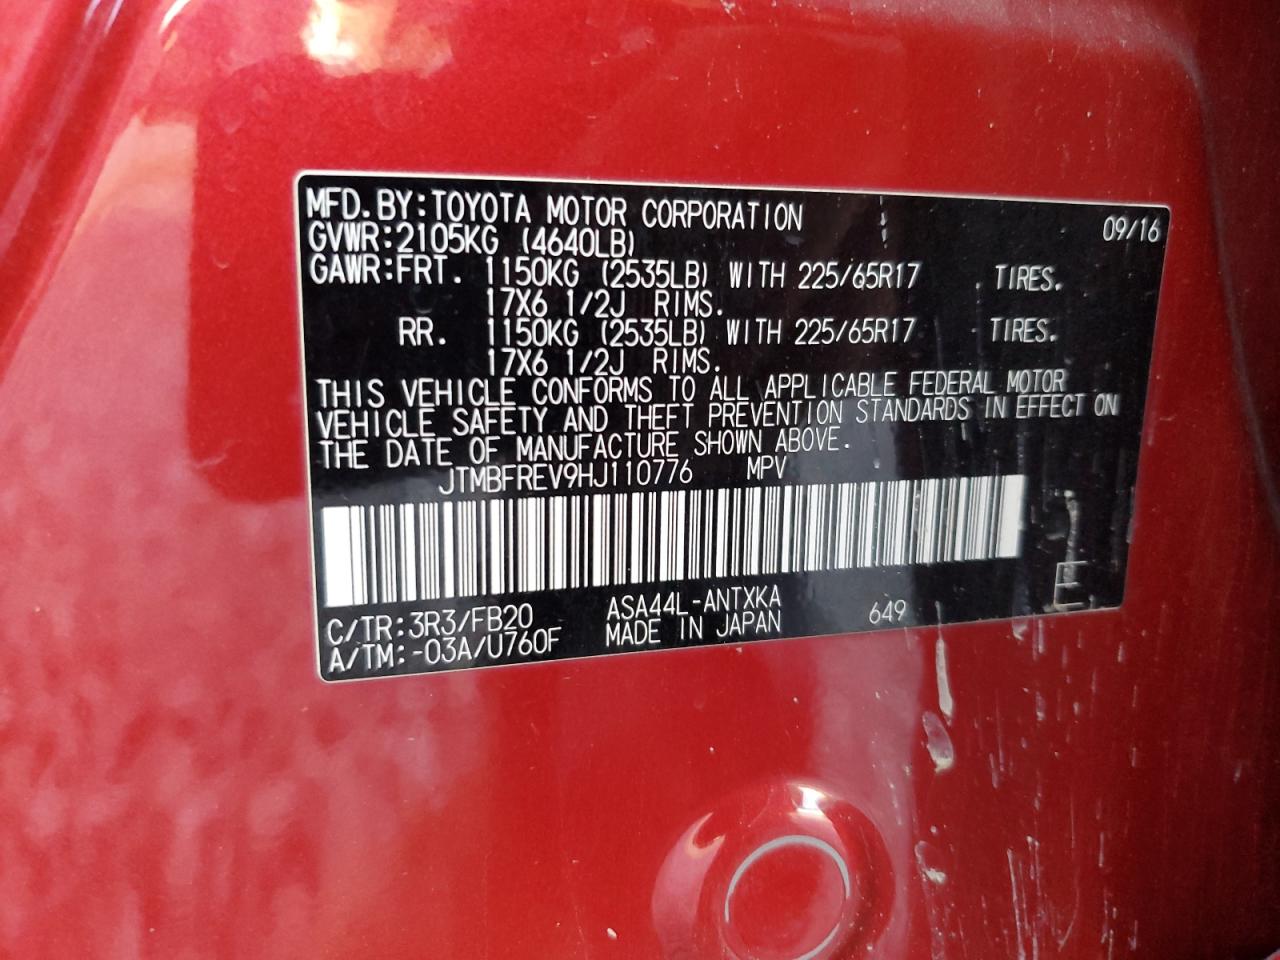 MFD. BY: TOYOTA MOTOR CORPORATION 09/16
GVWR: 2105KG (4640LB)
GAWR: FRT. 1150KG (2535LB) WITH 225/65R17 TIRES.
17X6 1/2J RIMS.
RR. 1150KG (2535LB) WITH 225/65R17 TIRES.
17X6 1/2J RIMS.
THIS VEHICLE CONFORMS TO ALL APPLICABLE FEDERAL MOTOR
VEHICLE SAFETY AND THEFT PREVENTION STANDARDS IN EFFECT ON
THE DATE OF MANUFACTURE SHOWN ABOVE.
JTMBFREV9HJ110776 MPV
C/TR: 3R3/FB20 ASA44L-ANTXKA 649 E
A/TM: -03A/U760F MADE IN JAPAN